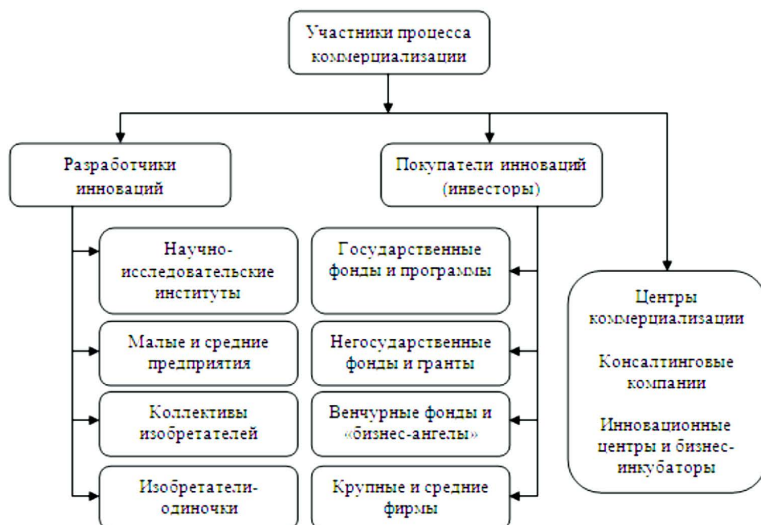 Участники процесса
коммерциализации
Разработчики
инноваций
Покупатели инноваций
(инвесторы)
Научно-
исследовательские
институты
Малые и средние
предприятия
Коллективы
изобретателей
Изобретатели-
одиночки
Государственные
фонды и программы
Негосударственные
фонды и гранты
Венчурные фонды и
«бизнес-ангелы»
Крупные и средние
фирмы
Центры
коммерциализации
Консалтинговые
компании
Инновационные
центры и бизнес-
инкубаторы